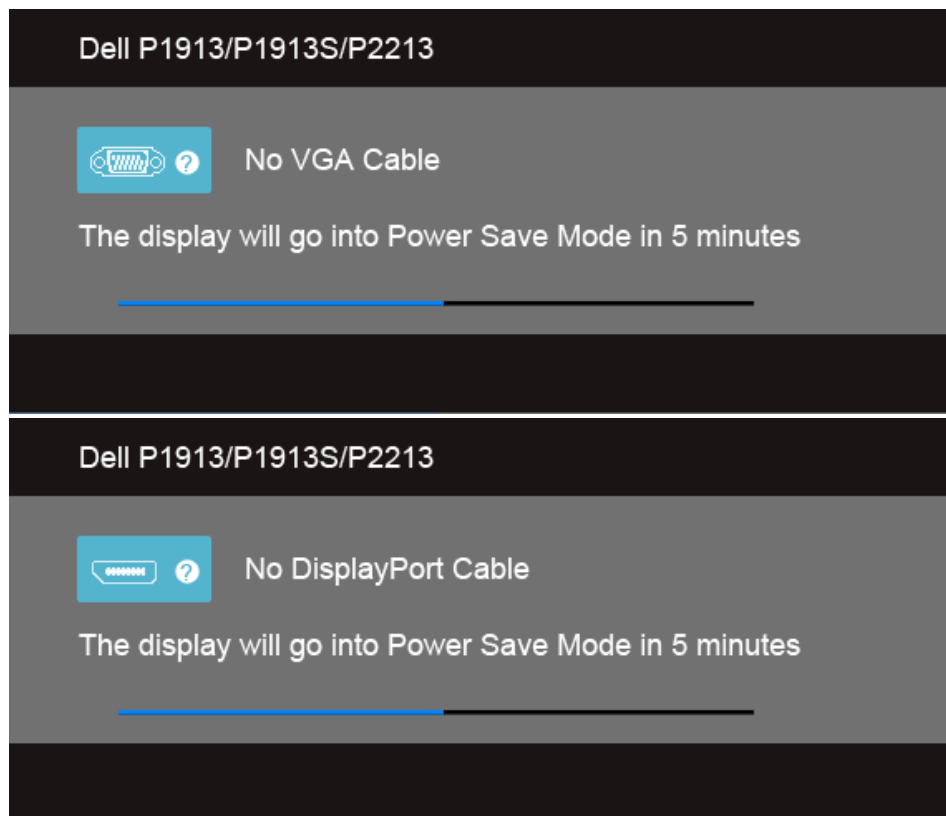 Dell P1913/P1913S/P2213
? No VGA Cable
The display will go into Power Save Mode in 5 minutes
Dell P1913/P1913S/P2213
? No DisplayPort Cable
The display will go into Power Save Mode in 5 minutes